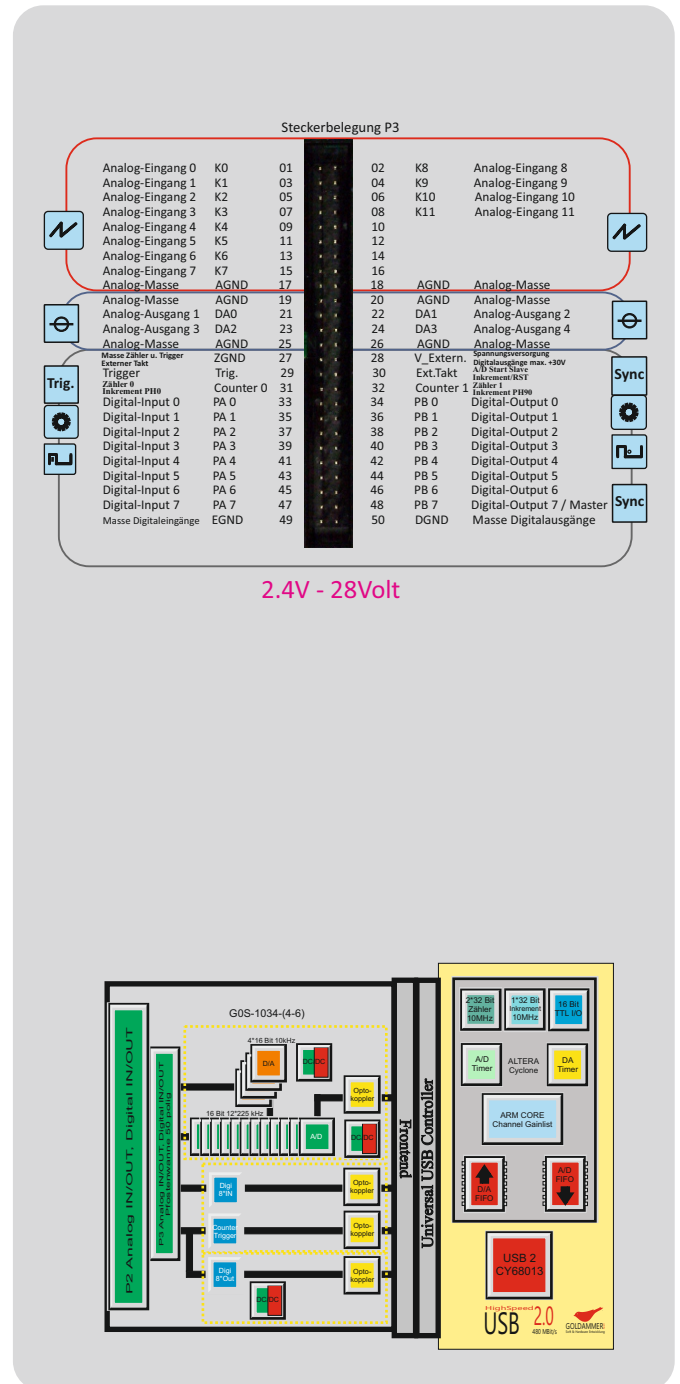 Steckerbelegung P3
Analog-Eingang 0 K0 01 02 K8 Analog-Eingang 8
Analog-Eingang 1 K1 03 04 K9 Analog-Eingang 9
Analog-Eingang 2 K2 05 06 K10 Analog-Eingang 10
Analog-Eingang 3 K3 07 08 K11 Analog-Eingang 11
Analog-Eingang 4 K4 09 10
Analog-Eingang 5 K5 11 12
Analog-Eingang 6 K6 13 14
Analog-Eingang 7 K7 15 16
Analog-Masse AGND 17 18 AGND Analog-Masse
Analog-Masse AGND 19 20 AGND Analog-Masse
Analog-Ausgang 1 DA0 21 22 DA1 Analog-Ausgang 2
Analog-Ausgang 3 DA2 23 24 DA3 Analog-Ausgang 4
Analog-Masse AGND 25 26 AGND Analog-Masse
Masse Zähler u. Trigger ZGND 27 28 V_Extern. Spannungsversorgung
Externer Takt Digitalausgänge max. +30V
Trig. Trigger Trig. 29 30 Ext.Takt A/D Start Slave Sync
Increment/RST
Zähler 0 Counter 0 31 32 Counter 1 Zähler 1
Inkrement PH0 Inkrement PH90
Digital-Input 0 PA 0 33 34 PB 0 Digital-Output 0
Digital-Input 1 PA 1 35 36 PB 1 Digital-Output 1
Digital-Input 2 PA 2 37 38 PB 2 Digital-Output 2
Digital-Input 3 PA 3 39 40 PB 3 Digital-Output 3
Digital-Input 4 PA 4 41 42 PB 4 Digital-Output 4
Digital-Input 5 PA 5 43 44 PB 5 Digital-Output 5
Digital-Input 6 PA 6 45 46 PB 6 Digital-Output 6
Digital-Input 7 PA 7 47 48 PB 7 Digital-Output 7 / Master Sync
Masse Digitaleingänge EGND 49 50 DGND Masse Digitalausgänge
2.4V - 28Volt
P2 Analog IN/OUT, Digital IN/OUT
P3 Analog IN/OUT, Digital IN/OUT
Pfostenwanne 50 polig
G0S-1034-(4-6)
4*16 Bit 10kHz
D/A
DC/DC
Opto-
koppler
16 Bit 12*225 kHz
A/D
DC/DC
Digi
8*IN
Opto-
koppler
Counter
Trigger
Opto-
koppler
Digi
8*Out
Opto-
koppler
DC/DC
Frontend
Universal USB Controller
2*32 Bit
Zähler
10MHz
1*32 Bit
Inkrement
10MHz
16 Bit
TTL I/O
A/D
Timer
ALTERA
Cyclone
DA
Timer
ARM CORE
Channel Gainlist
D/A
FIFO
A/D
FIFO
USB 2
CY68013
HighSpeed
USB 2.0
480 MBit/s
GOLDAMMER